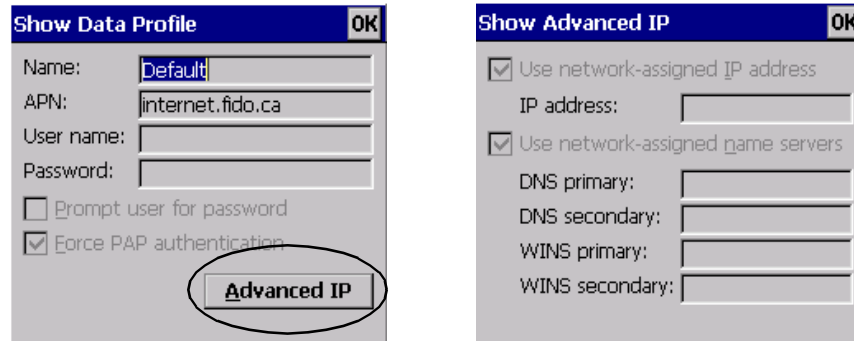 Show Data Profile OK
Name: Default
APN: internet.fido.ca
User name:
Password:
Prompt user for password
Force PAP authentication
Advanced IP
Show Advanced IP OK
Use network-assigned IP address
IP address:
Use network-assigned name servers
DNS primary:
DNS secondary:
WINS primary:
WINS secondary: